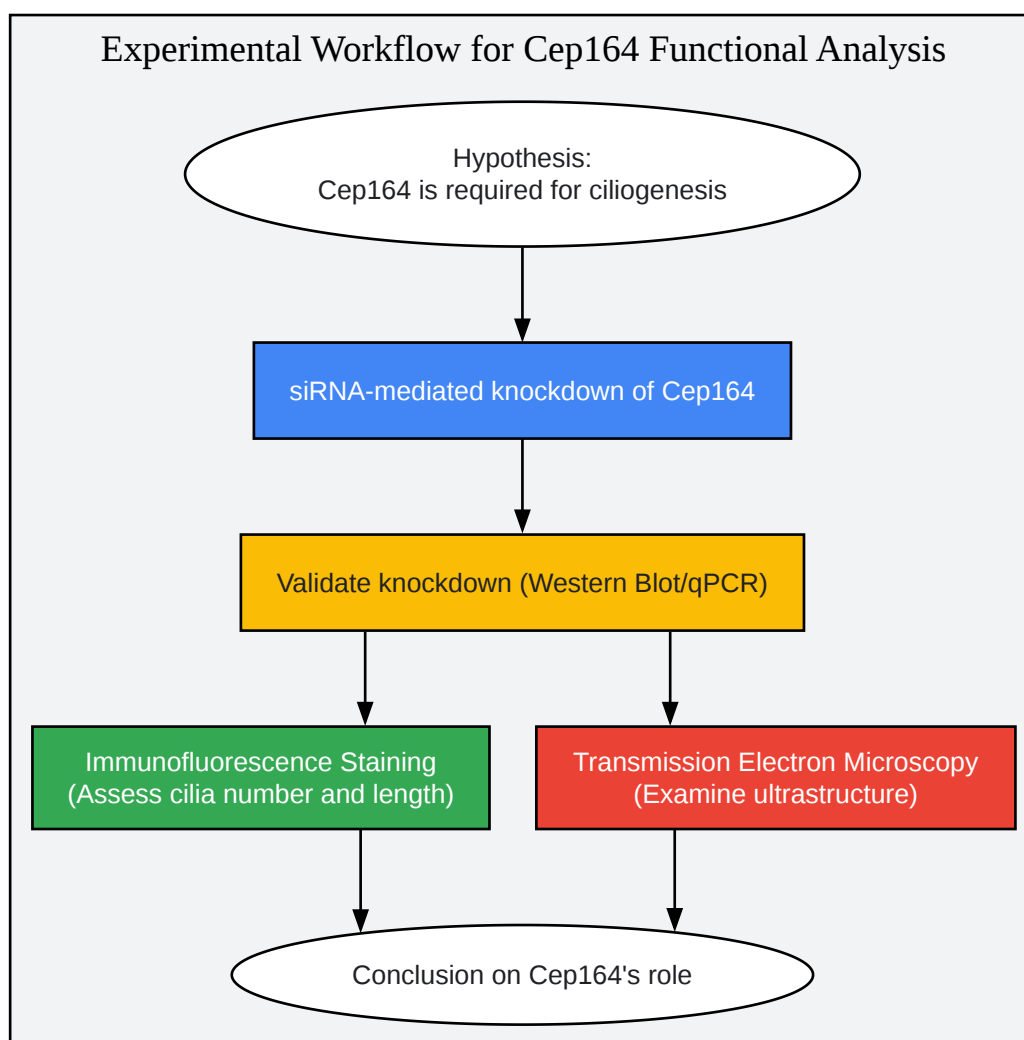 Experimental Workflow for Cep164 Functional Analysis
Hypothesis:
Cep164 is required for ciliogenesis
siRNA-mediated knockdown of Cep164
Validate knockdown (Western Blot/qPCR)
Immunofluorescence Staining
(Assess cilia number and length)
Transmission Electron Microscopy
(Examine ultrastructure)
Conclusion on Cep164's role